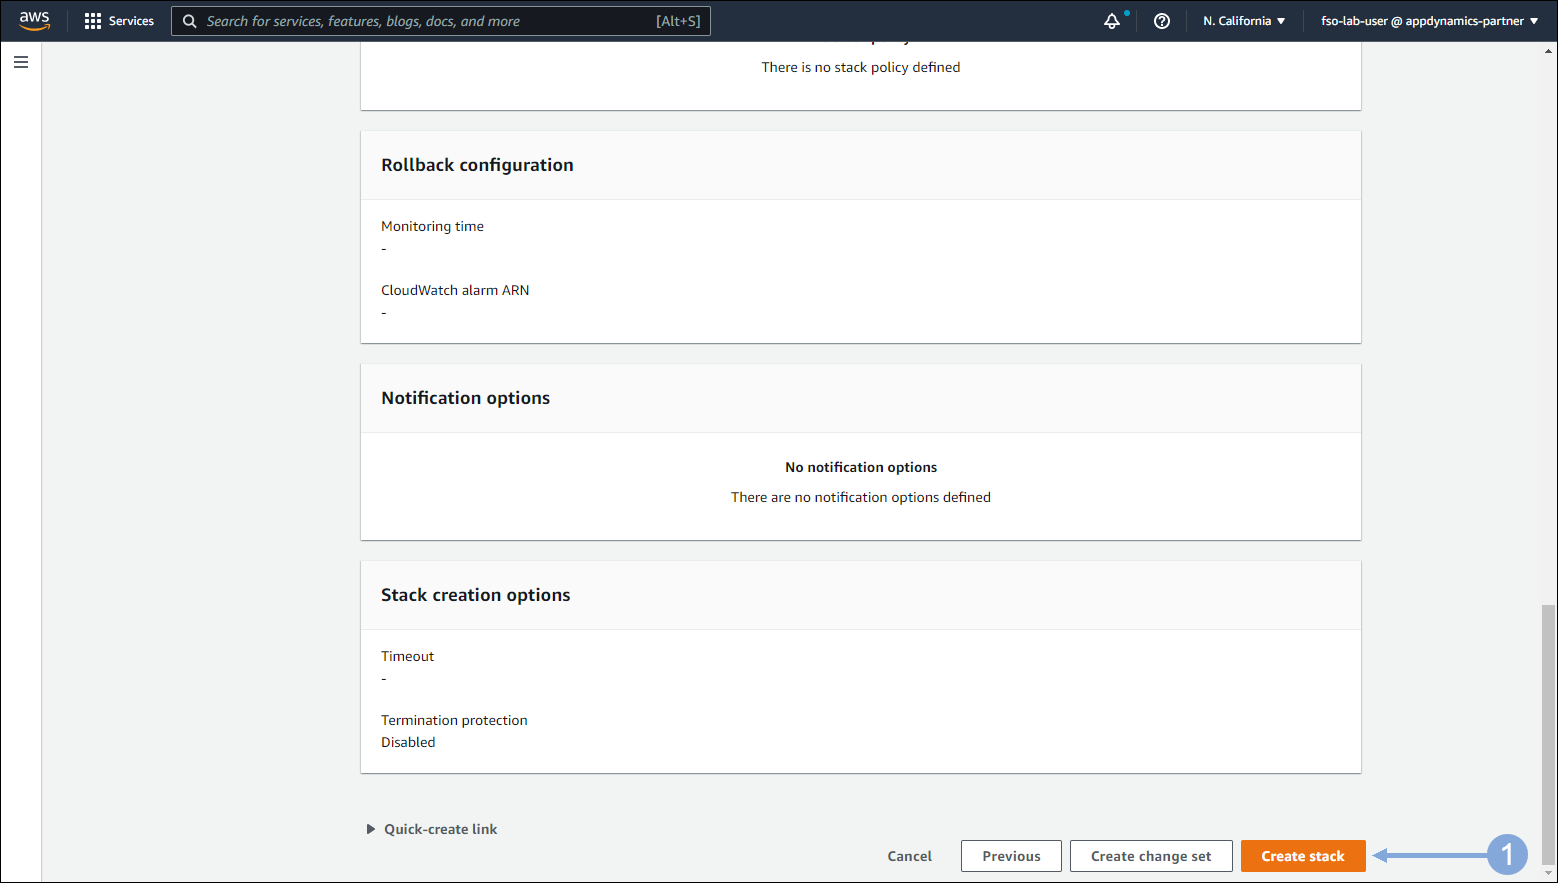 aws
Services
Search for services, features, blogs, docs, and more
[Alt+S]
N. California ▼
fso-lab-user @ appdynamics-partner ▼
There is no stack policy defined
Rollback configuration
Monitoring time
-
CloudWatch alarm ARN
-
Notification options
No notification options
There are no notification options defined
Stack creation options
Timeout
-
Termination protection
Disabled
Quick-create link
Cancel
Previous
Create change set
Create stack
1